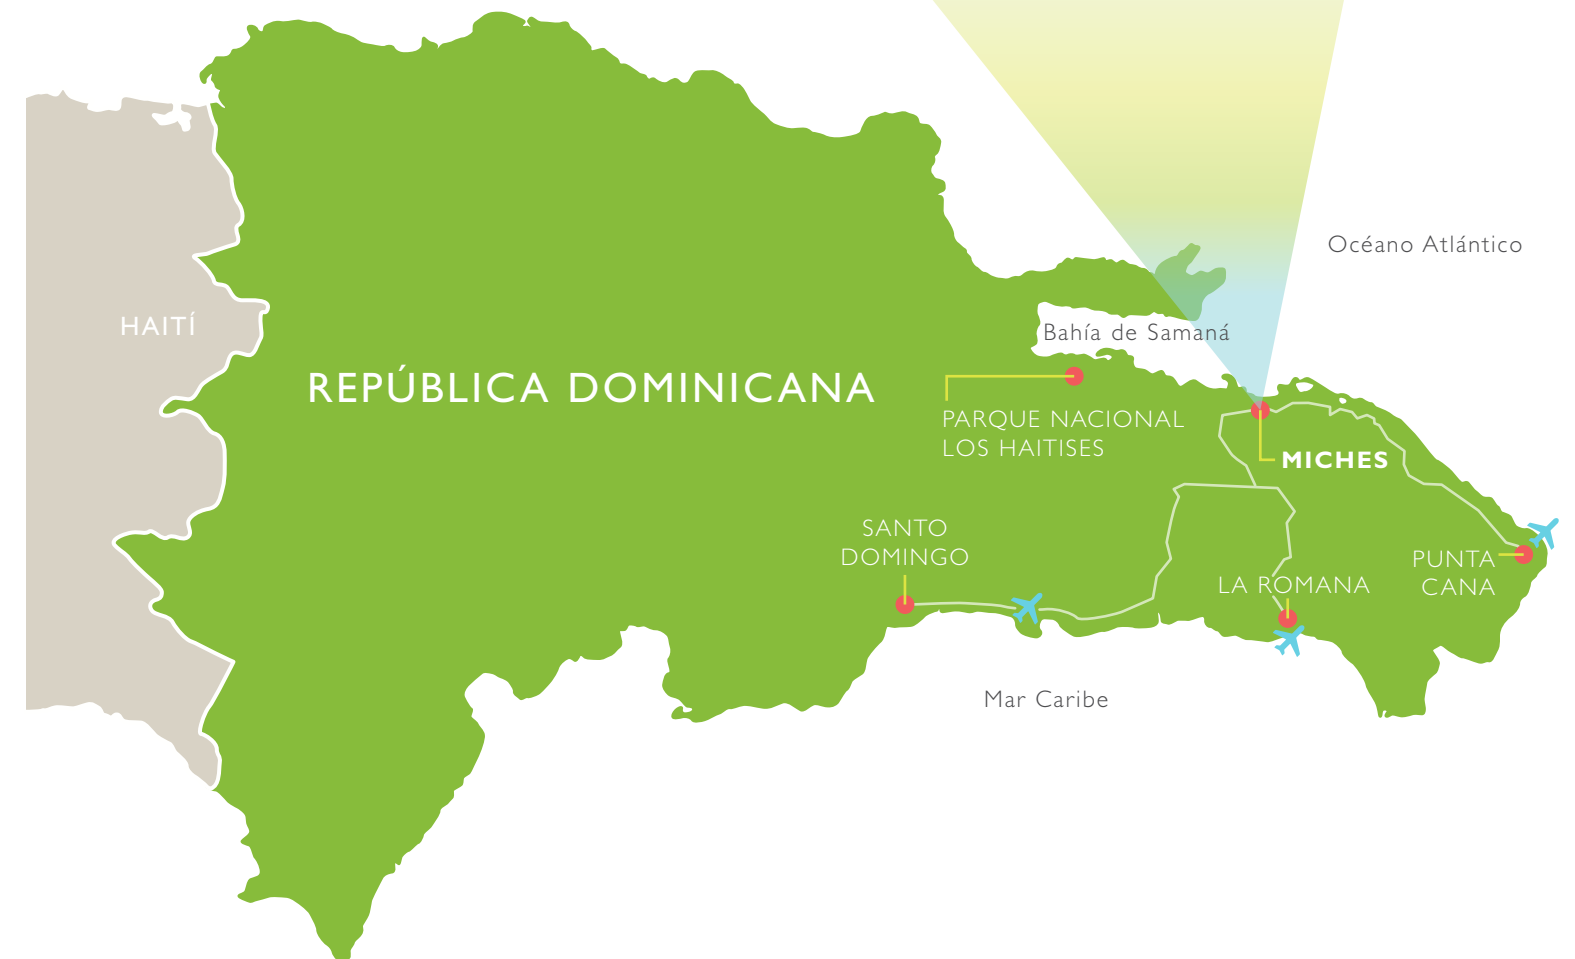 Océano Atlántico
HAITÍ
Bahía de Samaná
REPÚBLICA DOMINICANA
PARQUE NACIONAL
LOS HAITISES
MICHES
SANTO
DOMINGO
PUNTA
CANA
LA ROMANA
Mar Caribe